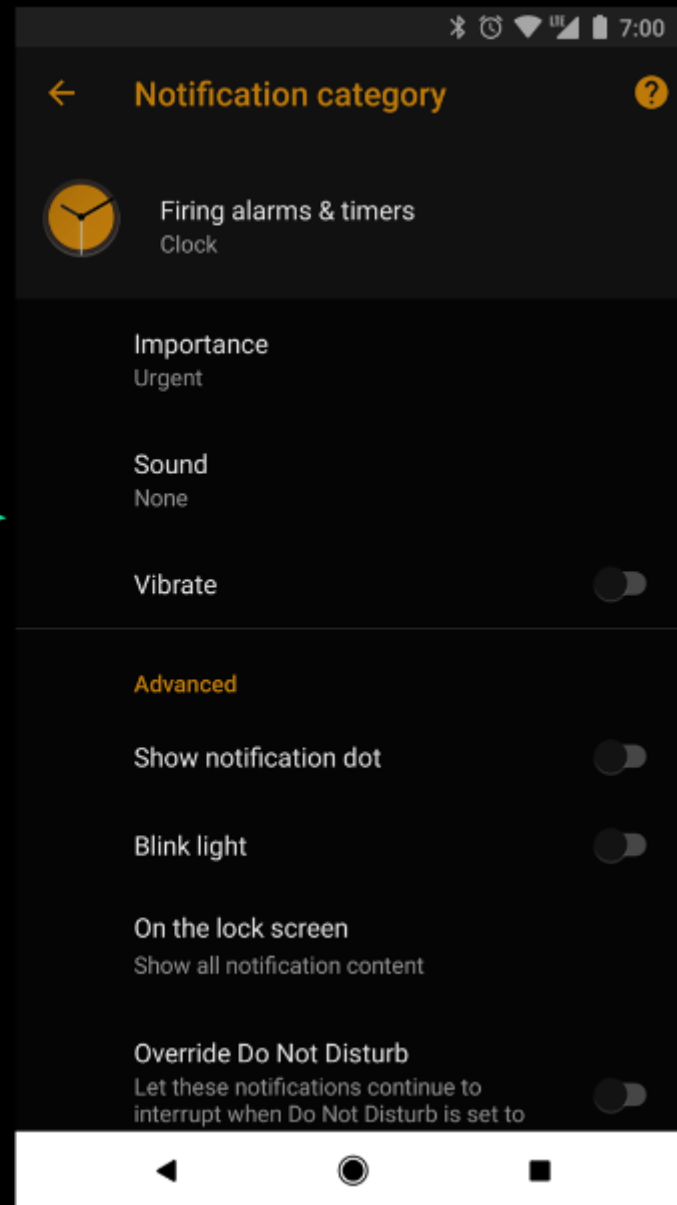 LTE 7:00
Notification category
Firing alarms & timers
Clock
Importance
Urgent
Sound
None
Vibrate
Advanced
Show notification dot
Blink light
On the lock screen
Show all notification content
Override Do Not Disturb
Let these notifications continue to
interrupt when Do Not Disturb is set to